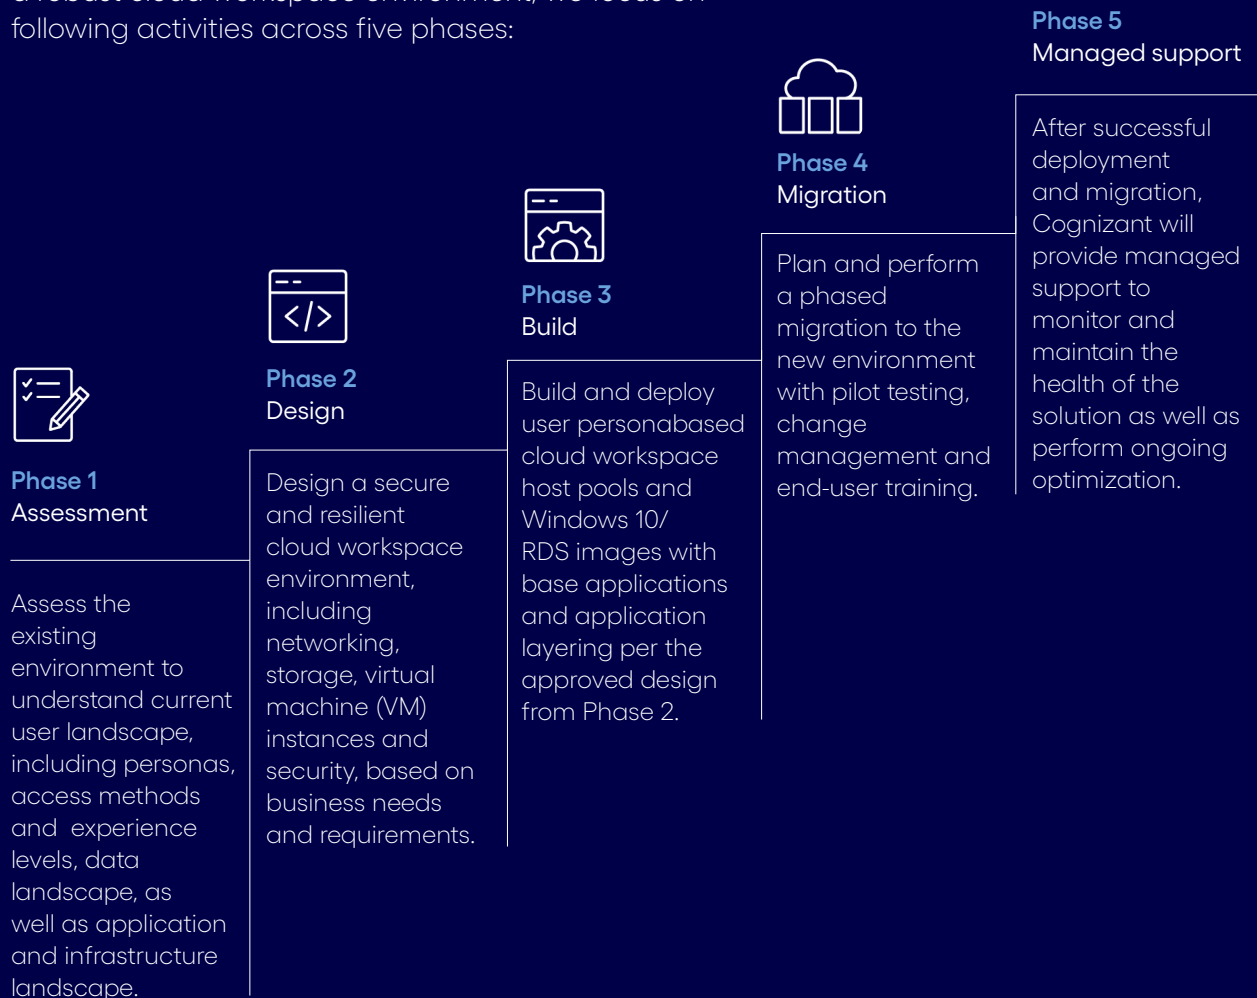 a robust cloud workspace environment, we focus on
following activities across five phases:
Phase 1
Assessment
Assess the
existing
environment to
understand current
user landscape,
including personas,
access methods
and  experience
levels, data
landscape, as
well as application
and infrastructure
landscape.
Phase 2
Design
Design a secure
and resilient
cloud workspace
environment,
including
networking,
storage, virtual
machine (VM)
instances and
security, based on
business needs
and requirements.
Phase 3
Build
Build and deploy
user personabased
cloud workspace
host pools and
Windows 10/
RDS images with
base applications
and application
layering per the
approved design
from Phase 2.
Phase 4
Migration
Plan and perform
a phased
migration to the
new environment
with pilot testing,
change
management and
end-user training.
Phase 5
Managed support
After successful
deployment
and migration,
Cognizant will
provide managed
support to
monitor and
maintain the
health of the
solution as well as
perform ongoing
optimization.